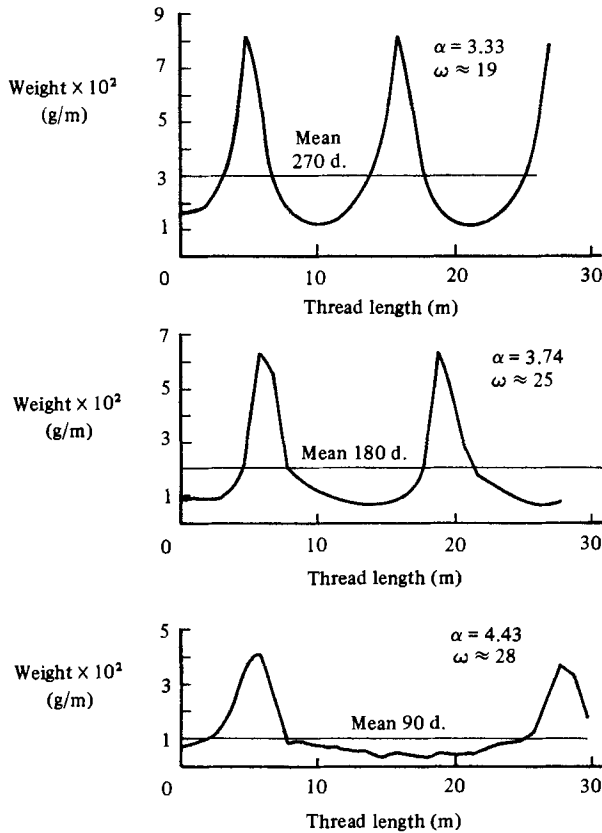 9
7
5
3
1
Weight × 10²
(g/m)
α = 3.33
ω ≈ 19
Mean
270 d.
0
10
20
30
Thread length (m)
7
5
3
1
Weight × 10²
(g/m)
α = 3.74
ω ≈ 25
Mean 180 d.
0
10
20
30
Thread length (m)
5
3
1
Weight × 10²
(g/m)
α = 4.43
ω ≈ 28
Mean 90 d.
0
10
20
30
Thread length (m)